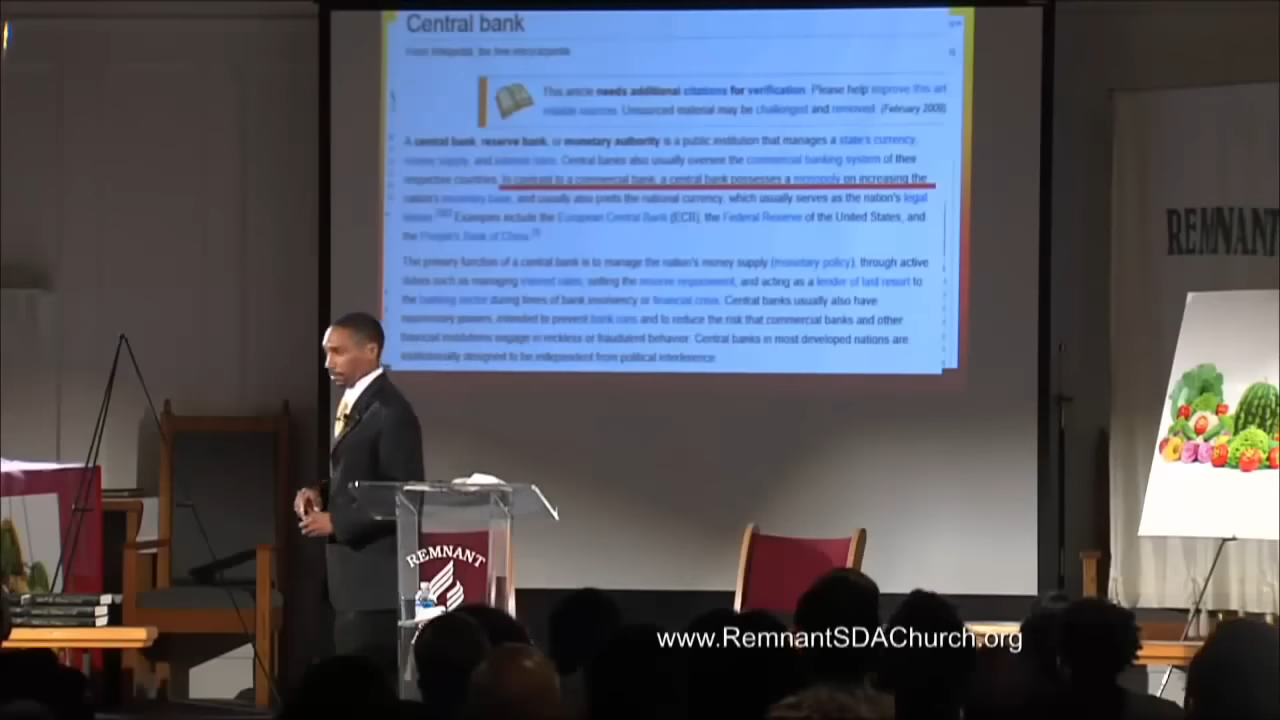 Central bank
From Wikipedia, the free encyclopedia
This article needs additional citations for verification. Please help improve this art
reliable sources. Unsourced material may be challenged and removed. (February 2009)
A central bank, reserve bank, or monetary authority is a public institution that manages a state's currency,
money supply, and interest rates. Central banks also usually oversee the commercial banking system of their
respective countries. In contrast to a commercial bank, a central bank possesses a monopoly on increasing the
nation's monetary base, and usually also prints the national currency, which usually serves as the nation's legal
Examples include the European Central Bank (ECB), the Federal Reserve of the United States, and
the People's Bank of China.
The primary function of a central bank is to manage the nation's money supply (monetary policy), through active
duties such as managing interest rates, setting the reserve requirement, and acting as a lender of last resort to
the banking sector during times of bank insolvency or financial crisis. Central banks usually also have
supervisory powers, intended to prevent bank runs and to reduce the risk that commercial banks and other
financial institutions engage in reckless or fraudulent behavior. Central banks in most developed nations are
institutionally designed to be independent from political interference.
REMNANT
REMNANT
www.RemnantSDAChurch.org